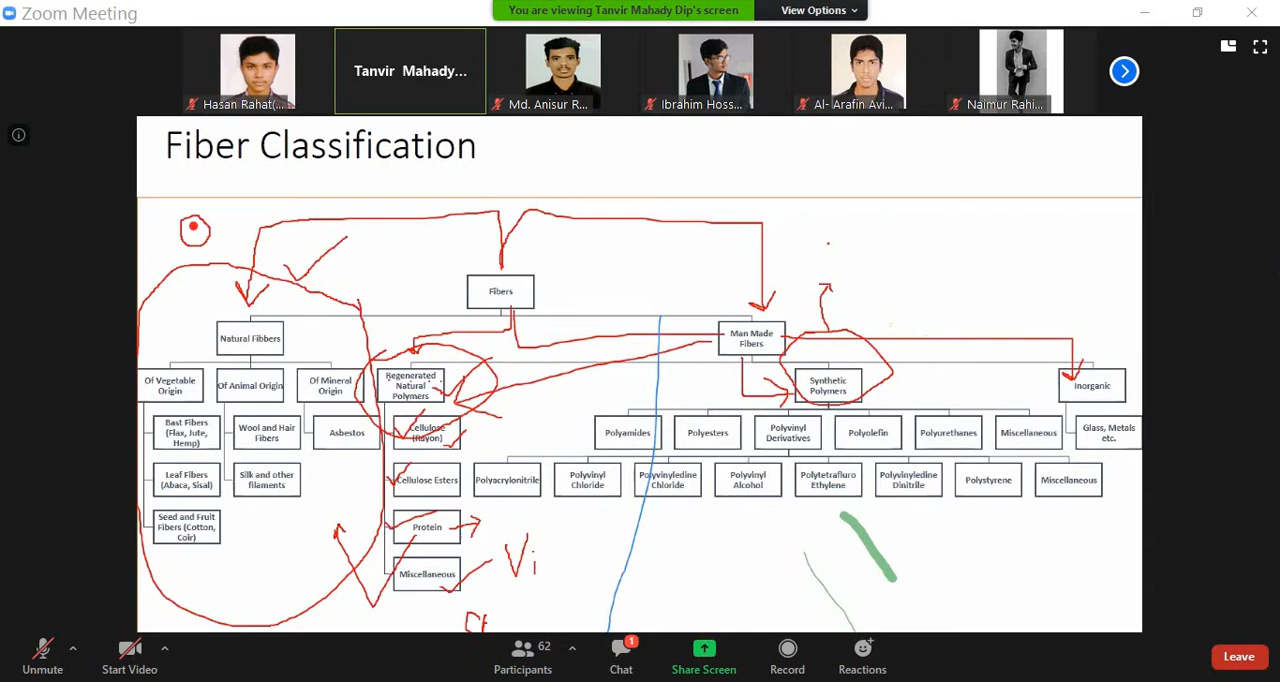 Zoom Meeting
You are viewing Tanvir Mahady Dip's screen
View Options
Hasan Rahat(...
Tanvir Mahady...
Md. Anisur R...
Ibrahim Hoss...
Al- Arafin Avi...
Naimur Rahi...
Fiber Classification
Fibers
Natural Fibbers
Man Made
Fibers
Of Vegetable
Origin
Of Animal Origin
Of Mineral
Origin
Regenerated
Natural
Polymers
Synthetic
Polymers
Inorganic
Bast Fibers
(Flax, Jute,
Hemp)
Wool and Hair
Fibers
Asbestos
Cellulose
(Rayon)
Polyamides
Polyesters
Polyvinyl
Derivatives
Polyolefin
Polyurethanes
Miscellaneous
Glass, Metals
etc.
Leaf Fibers
(Abaca, Sisal)
Silk and other
filaments
Cellulose Esters
Polyacrylonitrile
Polyvinyl
Chloride
Polyvinyledine
Chloride
Polyvinyl
Alcohol
Polytetrafluro
Ethylene
Polyvinyledine
Dinitrile
Polystyrene
Miscellaneous
Seed and Fruit
Fibers (Cotton,
Coir)
Protein
Miscellaneous
Vi
Unmute
Start Video
62
Participants
1
Chat
Share Screen
Record
Reactions
Leave